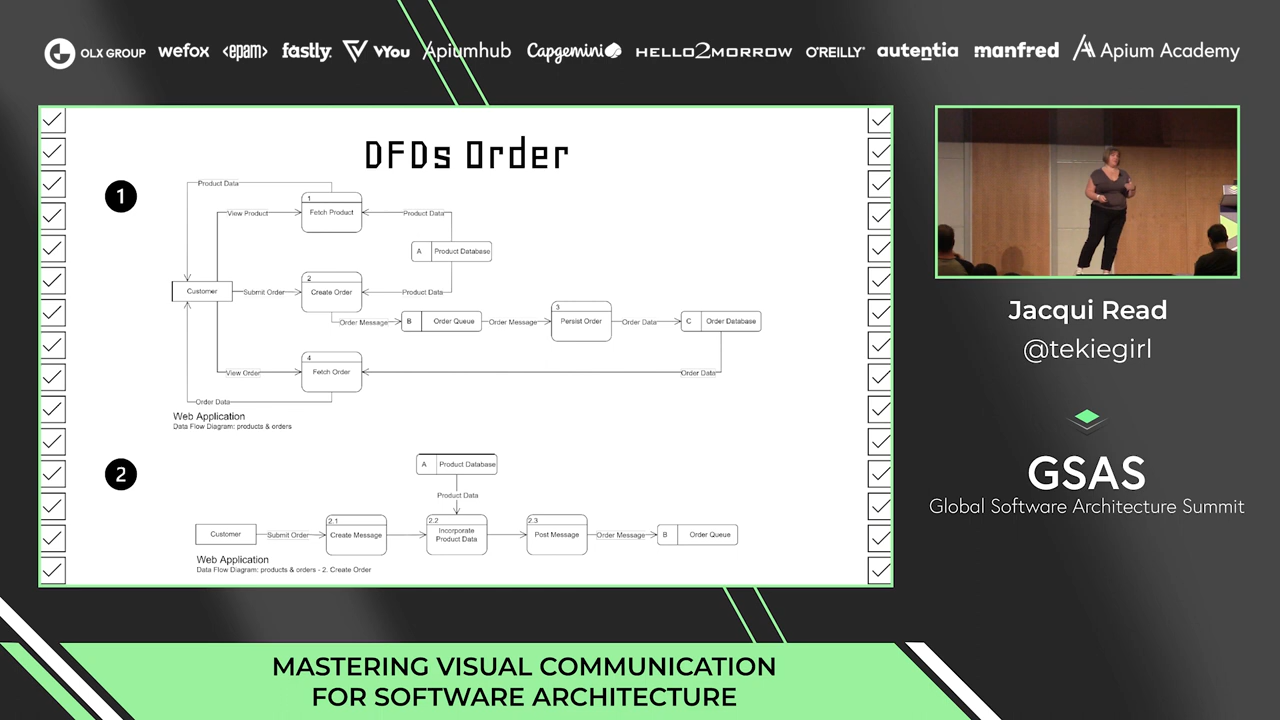 OLX GROUP wefox <epam> fastly. vYou Apiumhub Capgemini HELLO2MORROW O'REILLY® autentia manfred Apium Academy
DFDs Order
1
Product Data
1
Fetch Product
View Product
Product Data
A Product Database
2
Create Order
Customer
Submit Order
Product Data
Order Message
B Order Queue
Order Message
3
Persist Order
Order Data
C Order Database
4
Fetch Order
View Order
Order Data
Order Data
Web Application
Data Flow Diagram: products & orders
2
A Product Database
Product Data
Customer
Submit Order
2.1
Create Message
2.2
Incorporate
Product Data
2.3
Post Message
Order Message
B Order Queue
Web Application
Data Flow Diagram: products & orders - 2. Create Order
Jacqui Read
@tekiegirl
GSAS
Global Software Architecture Summit
MASTERING VISUAL COMMUNICATION
FOR SOFTWARE ARCHITECTURE